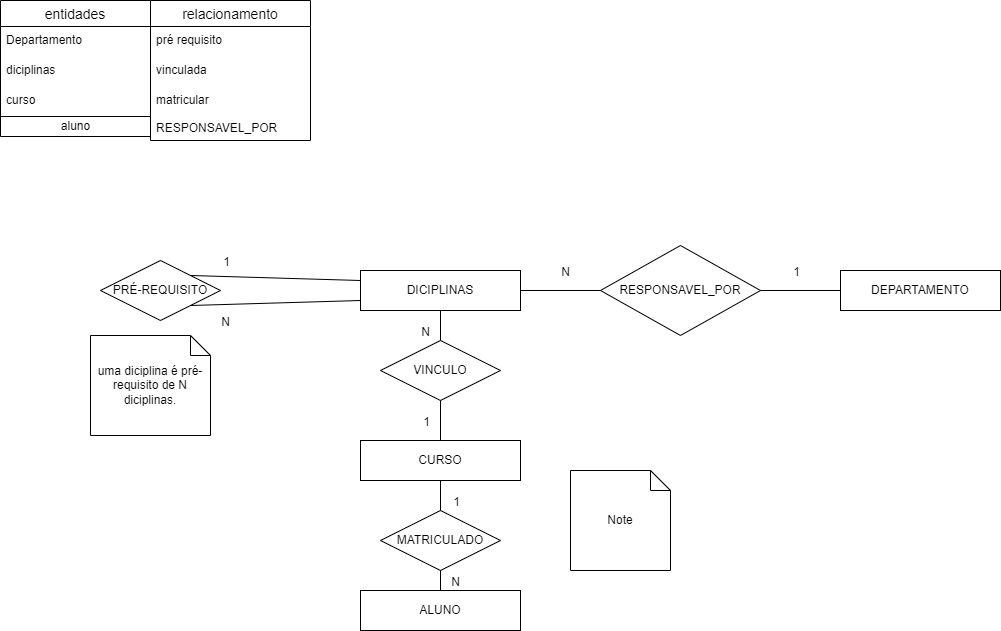 entidades relacionamento
Departamento pré requisito
diciplinas vinculada
curso matricular
aluno RESPONSAVEL_POR
1
PRÉ-REQUISITO
N
DICIPLINAS
N
RESPONSAVEL_POR
1
DEPARTAMENTO
uma diciplina é pré-
requisito de N
diciplinas.
N
VINCULO
1
CURSO
1
MATRICULADO
N
ALUNO
Note